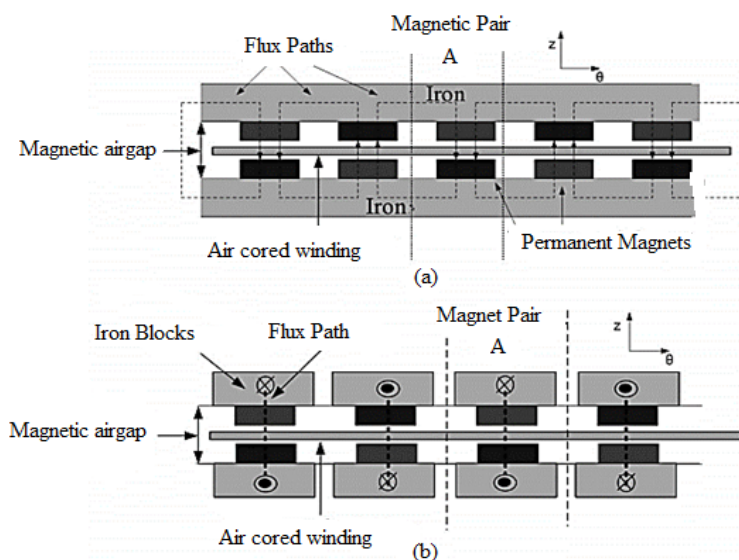 Magnetic Pair
A
Flux Paths
z
θ
Iron
Magnetic airgap
Iron
Air cored winding
Permanent Magnets
(a)
Magnet Pair
A
Iron Blocks
Flux Path
z
θ
Magnetic airgap
Air cored winding
(b)